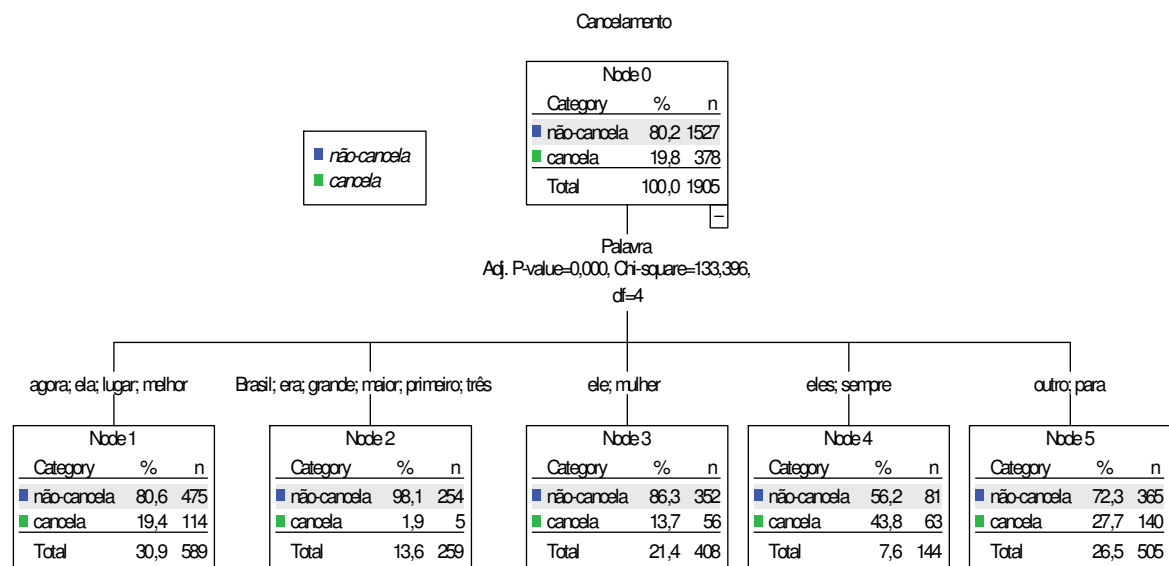 Cancelamento
Node 0
Category % n
não-cancela 80,2 1527
cancela 19,8 378
Total 100,0 1905
não-cancela
cancela
Palavra
Adj. P-value=0,000, Chi-square=133,396,
df=4
agora; ela; lugar; melhor
Brasil; era; grande; maior; primeiro; três
ele; mulher
eles; sempre
outro; para
Node 1
Category % n
não-cancela 80,6 475
cancela 19,4 114
Total 30,9 589
Node 2
Category % n
não-cancela 98,1 254
cancela 1,9 5
Total 13,6 259
Node 3
Category % n
não-cancela 86,3 352
cancela 13,7 56
Total 21,4 408
Node 4
Category % n
não-cancela 56,2 81
cancela 43,8 63
Total 7,6 144
Node 5
Category % n
não-cancela 72,3 365
cancela 27,7 140
Total 26,5 505